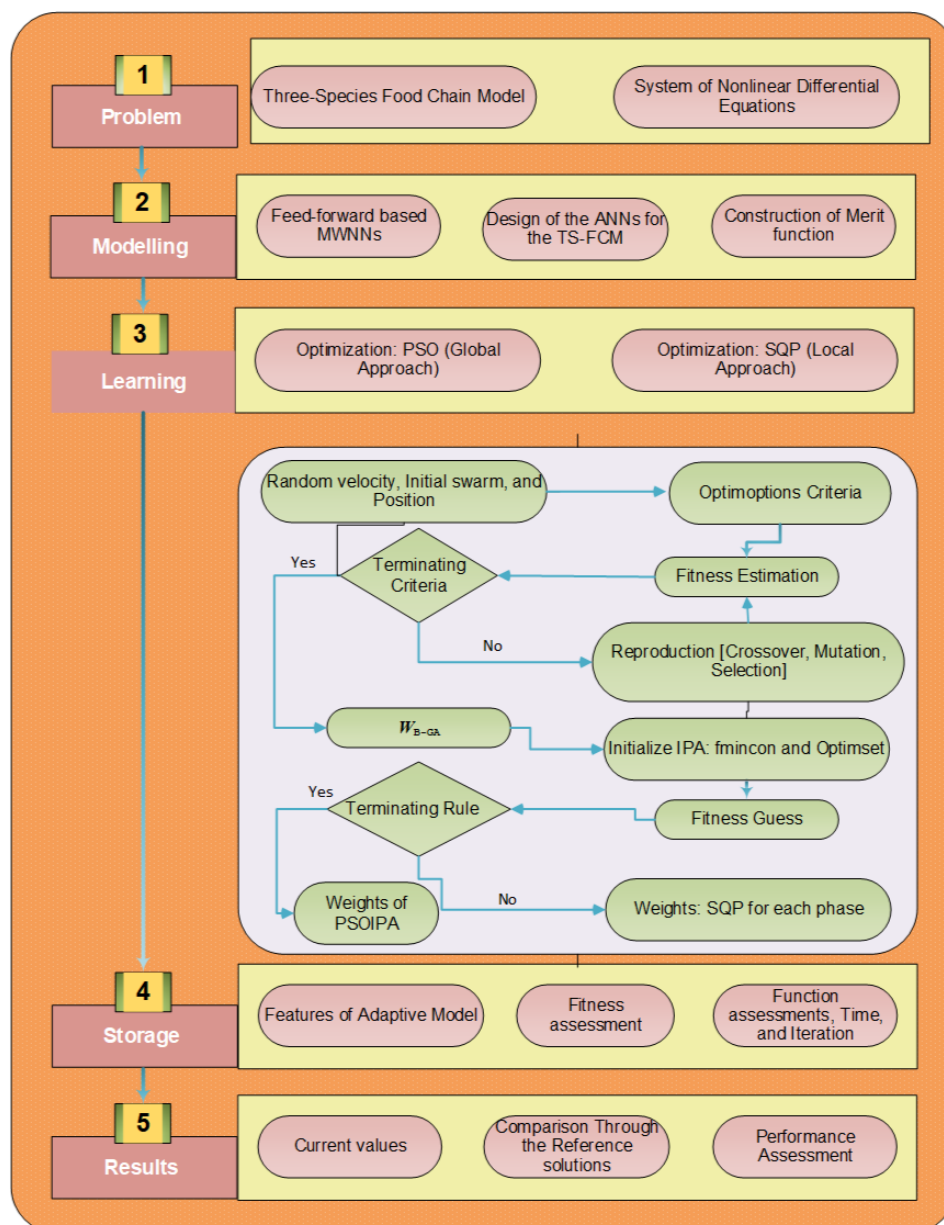 1
Problem
Three-Species Food Chain Model
System of Nonlinear Differential
Equations
2
Modelling
Feed-forward based
MWNNs
Design of the ANNs for
the TS-FCM
Construction of Merit
function
3
Learning
Optimization: PSO (Global
Approach)
Optimization: SQP (Local
Approach)
Random velocity, Initial swarm, and
Position
Optimoptions Criteria
Yes
Terminating
Criteria
Fitness Estimation
No
Reproduction [Crossover, Mutation,
Selection]
W B-GA
Initialize IPA: fmincon and Optimset
Yes
Terminating Rule
Fitness Guess
Weights of
PSOIPA
No
Weights: SQP for each phase
4
Storage
Features of Adaptive Model
Fitness
assessment
Function
assessments, Time,
and Iteration
5
Results
Current values
Comparison Through
the Reference
solutions
Performance
Assessment